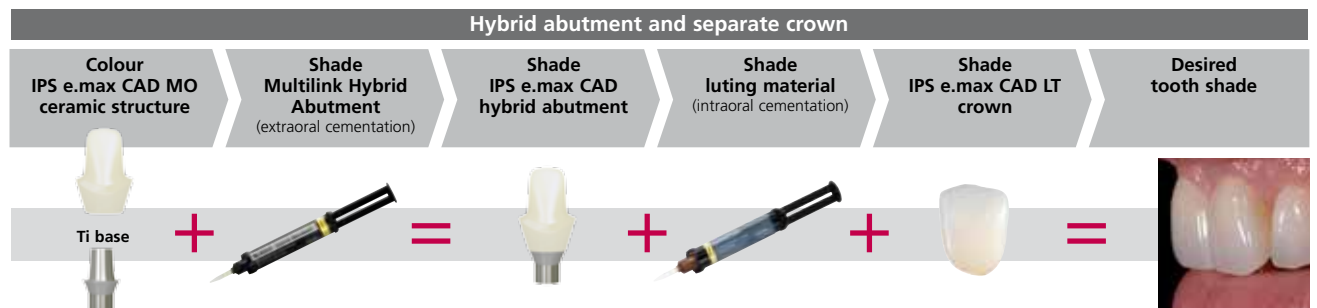 Hybrid abutment and separate crown
Colour
IPS e.max CAD MO
ceramic structure
Shade
Multilink Hybrid
Abutment
(extraoral cementation)
Shade
IPS e.max CAD
hybrid abutment
Shade
luting material
(intraoral cementation)
Shade
IPS e.max CAD LT
crown
Desired
tooth shade
Ti base
+
=
+
+
=